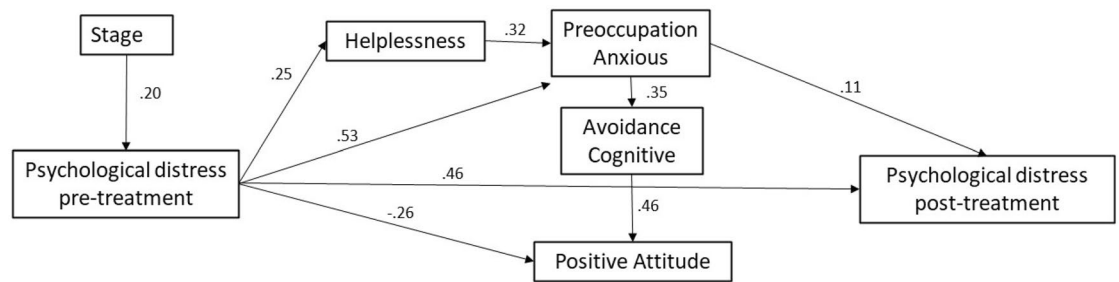 Stage
Helplessness
.32
Preoccupation
Anxious
.25
.20
.53
.35
.11
Avoidance
Cognitive
Psychological distress
pre-treatment
.46
Psychological distress
post-treatment
-.26
.46
Positive Attitude